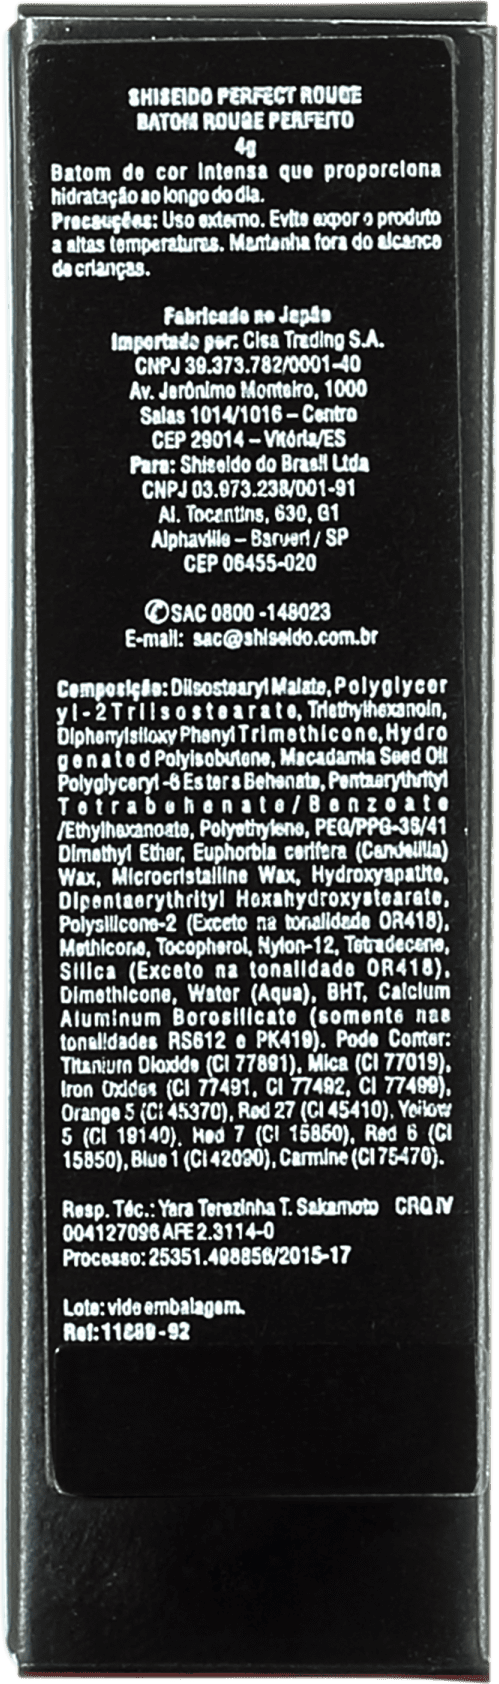 SHISEIDO PERFECT ROUGE
BATOM ROUGE PERFEITO
4g
Batom de cor intensa que proporciona
hidratação ao longo do dia.
Precauções: Uso externo. Evite expor o produto
a altas temperaturas. Mantenha fora do alcance
de crianças.
Fabricado no Japão
Importado por: Cisa Trading S.A.
CNPJ 39.373.782/0001-40
Av. Jerônimo Monteiro, 1000
Salas 1014/1016 – Centro
CEP 29014 – Vitória/ES
Para: Shiseido do Brasil Ltda
CNPJ 03.973.238/001-91
Al. Tocantins, 630, G1
Alphaville – Barueri / SP
CEP 06455-020
✆SAC 0800 -148023
E-mail: sac@shiseido.com.br
Composição: Diisostearyl Malate, Polyglycer
yl-2 Triisostearate, Triethylhexanoin,
Diphenylsiloxy Phenyl Trimethicone, Hydro
genated Polyisobutene, Macadamia Seed Oil
Polyglyceryl -6 Esters Behenate, Pentaerythrityl
Tetrabehenate/Benzoate
/Ethylhexanoato, Polyethylene, PEG/PPG-36/41
Dimethyl Ether, Euphorbia cerifera (Candelilla)
Wax, Microcristalline Wax, Hydroxyapatite,
Dipentaerythrityl Hexahydroxystearate,
Polysilicone-2 (Exceto na tonalidade OR418),
Methicone, Tocopherol, Nylon-12, Tetradecene,
Silica (Exceto na tonalidade OR418),
Dimethicone, Water (Aqua), BHT, Calcium
Aluminum Borosilicate (somente nas
tonalidades RS612 e PK419). Pode Conter:
Titanium Dioxide (CI 77891), Mica (CI 77019),
Iron Oxides (CI 77491, CI 77492, CI 77499),
Orange 5 (CI 45370), Red 27 (CI 45410), Yellow
5 (CI 19140), Red 7 (CI 15850), Red 6 (CI
15850), Blue 1 (CI 42090), Carmine (CI 75470).
Resp. Téc.: Yara Terezinha T. Sakamoto CRQ IV
004127096 AFE 2.3114-0
Processo: 25351.498856/2015-17
Lote: vide embalagem.
Ref: -92